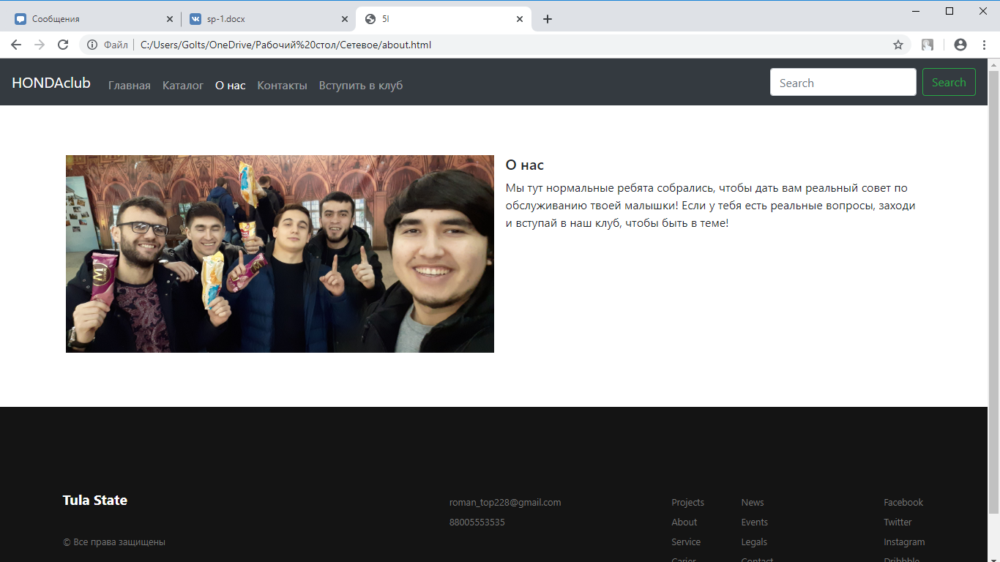 Сообщения
sp-1.docx
5l
Файл
C:/Users/Golts/OneDrive/Рабочий%20стол/Сетевое/about.html
HONDAclub
Главная
Каталог
О нас
Контакты
Вступить в клуб
Search
Search
О нас
Мы тут нормальные ребята собрались, чтобы дать вам реальный совет по
обслуживанию твоей малышки! Если у тебя есть реальные вопросы, заходи
и вступай в наш клуб, чтобы быть в теме!
Tula State
© Все права защищены
roman_top228@gmail.com
88005553535
Projects
About
Service
Carier
News
Events
Legals
Contact
Facebook
Twitter
Instagram
Dribbble